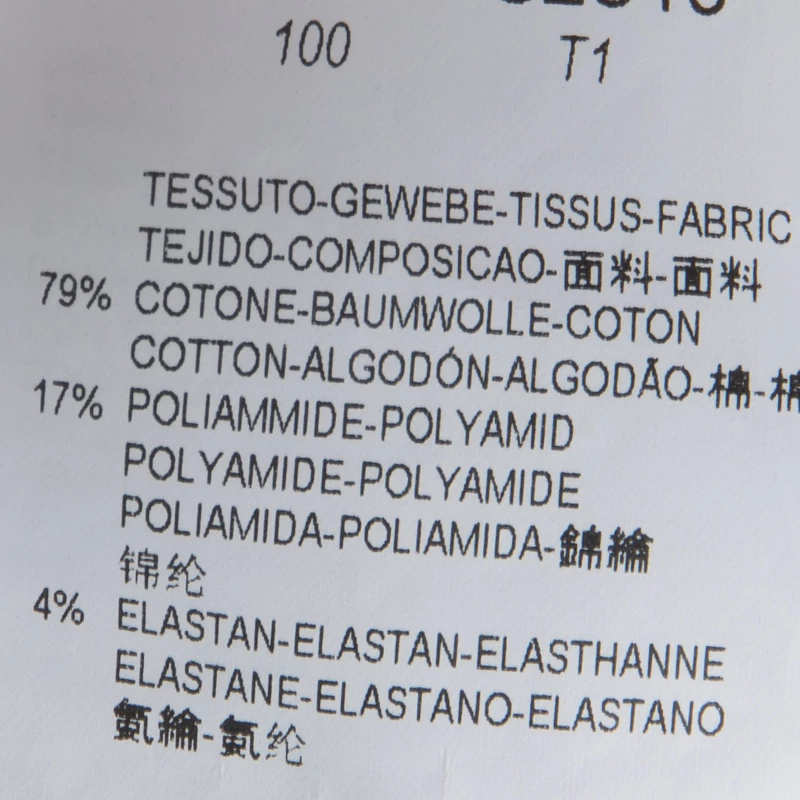 100 T1
TESSUTO-GEWEBE-TISSUS-FABRIC
TEJIDO-COMPOSICAO-面料-面料
79% COTONE-BAUMWOLLE-COTON
COTTON-ALGODÓN-ALGODÃO-棉-棉
17% POLIAMMIDE-POLYAMID
POLYAMIDE-POLYAMIDE
POLIAMIDA-POLIAMIDA-錦綸
锦纶
4% ELASTAN-ELASTAN-ELASTHANNE
ELASTANE-ELASTANO-ELASTANO
氨綸-氨纶